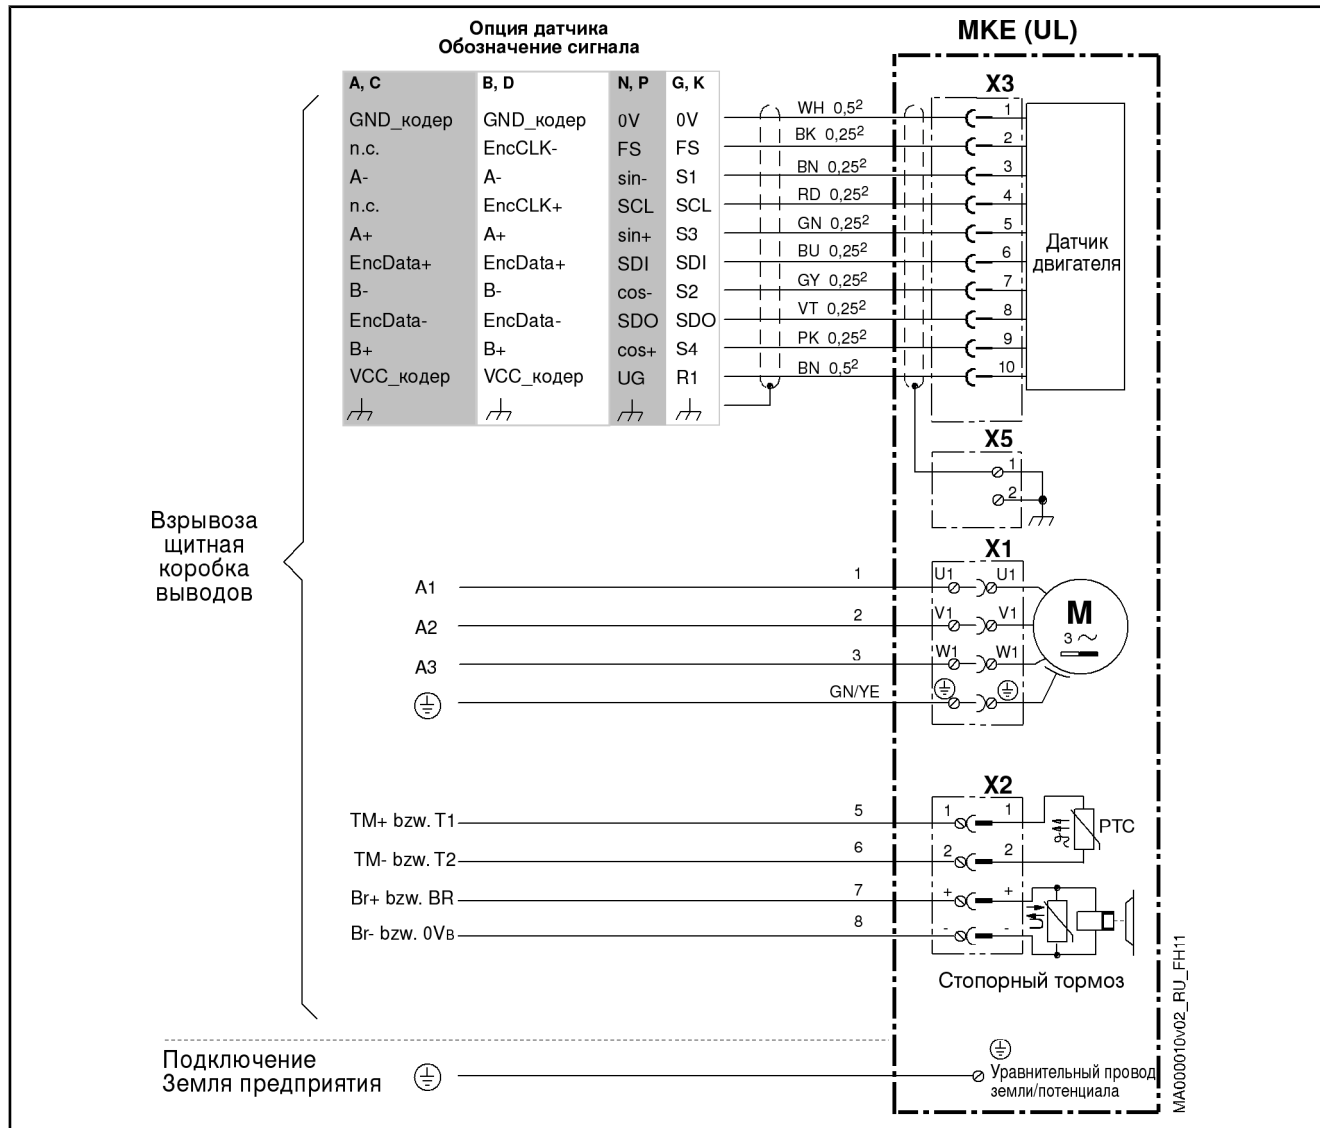 Опция датчика
Обозначение сигнала
MKE (UL)
A, C B, D N, P G, K
X3
GND_кодер GND_кодер 0V 0V WH 0,5² 1
n.c. EncCLK- FS FS BK 0,25² 2
A- A- sin- S1 BN 0,25² 3
n.c. EncCLK+ SCL SCL RD 0,25² 4
A+ A+ sin+ S3 GN 0,25² 5
EncData+ EncData+ SDI SDI BU 0,25² 6
B- B- cos- S2 GY 0,25² 7
EncData- EncData- SDO SDO VT 0,25² 8
B+ B+ cos+ S4 PK 0,25² 9
VCC_кодер VCC_кодер UG R1 BN 0,5² 10
Датчик
двигателя
X5
1
2
Взрывоза
щитная
коробка
выводов
X1
A1 1 U1 U1
A2 2 V1 V1
A3 3 W1 W1
GN/YE
M
3 ~
X2
TM+ bzw. T1 5 1 1
TM- bzw. T2 6 2 2
PTC
ϑ
Br+ bzw. BR 7 + +
Br- bzw. 0VB 8 - -
U
Стопорный тормоз
Подключение
Земля предприятия
Уравнительный провод
земли/потенциала
MA000010v02_RU_FH11